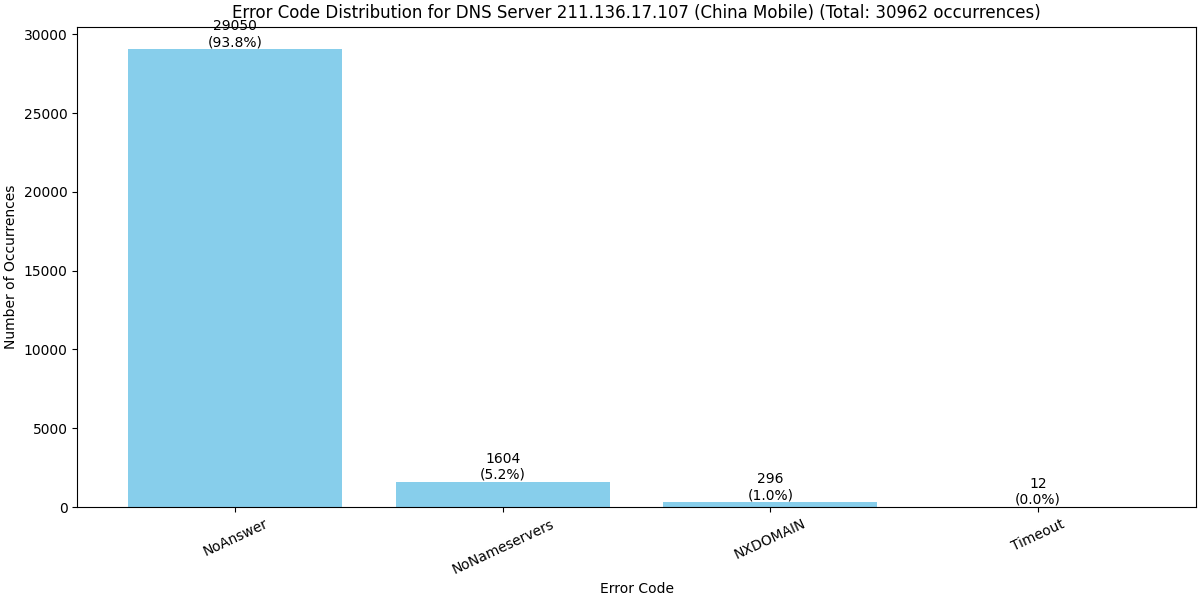 Error Code Distribution for DNS Server 211.136.17.107 (China Mobile) (Total: 30962 occurrences)
29050
(93.8%)
30000
25000
20000
15000
10000
5000
0
Number of Occurrences
1604
(5.2%)
296
(1.0%)
12
(0.0%)
NoAnswer
NoNameservers
NXDOMAIN
Timeout
Error Code